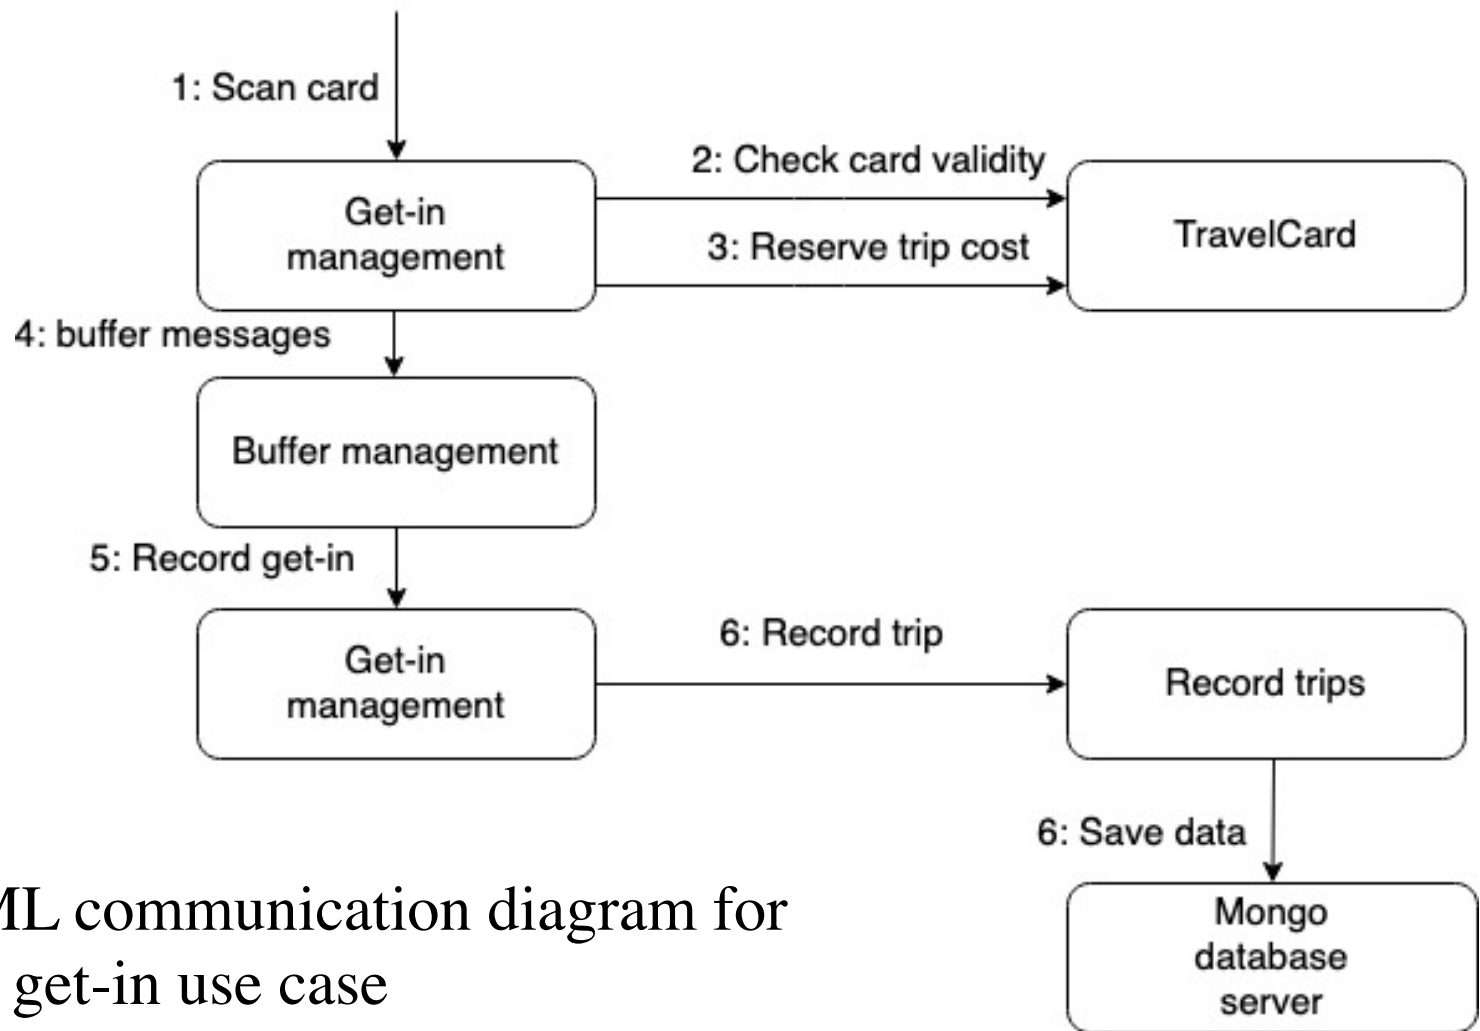 1: Scan card
2: Check card validity
Get-in
management
TravelCard
3: Reserve trip cost
4: buffer messages
Buffer management
5: Record get-in
6: Record trip
Get-in
management
Record trips
6: Save data
ML communication diagram for
get-in use case
Mongo
database
server